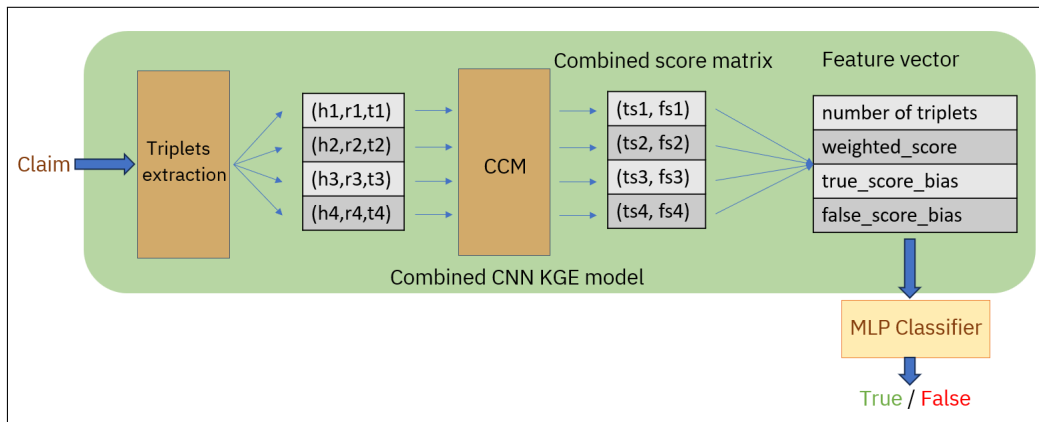 Claim
Triplets
extraction
(h1,r1,t1)
(h2,r2,t2)
(h3,r3,t3)
(h4,r4,t4)
CCM
Combined score matrix
(ts1, fs1)
(ts2, fs2)
(ts3, fs3)
(ts4, fs4)
Feature vector
number of triplets
weighted_score
true_score_bias
false_score_bias
Combined CNN KGE model
MLP Classifier
True / False